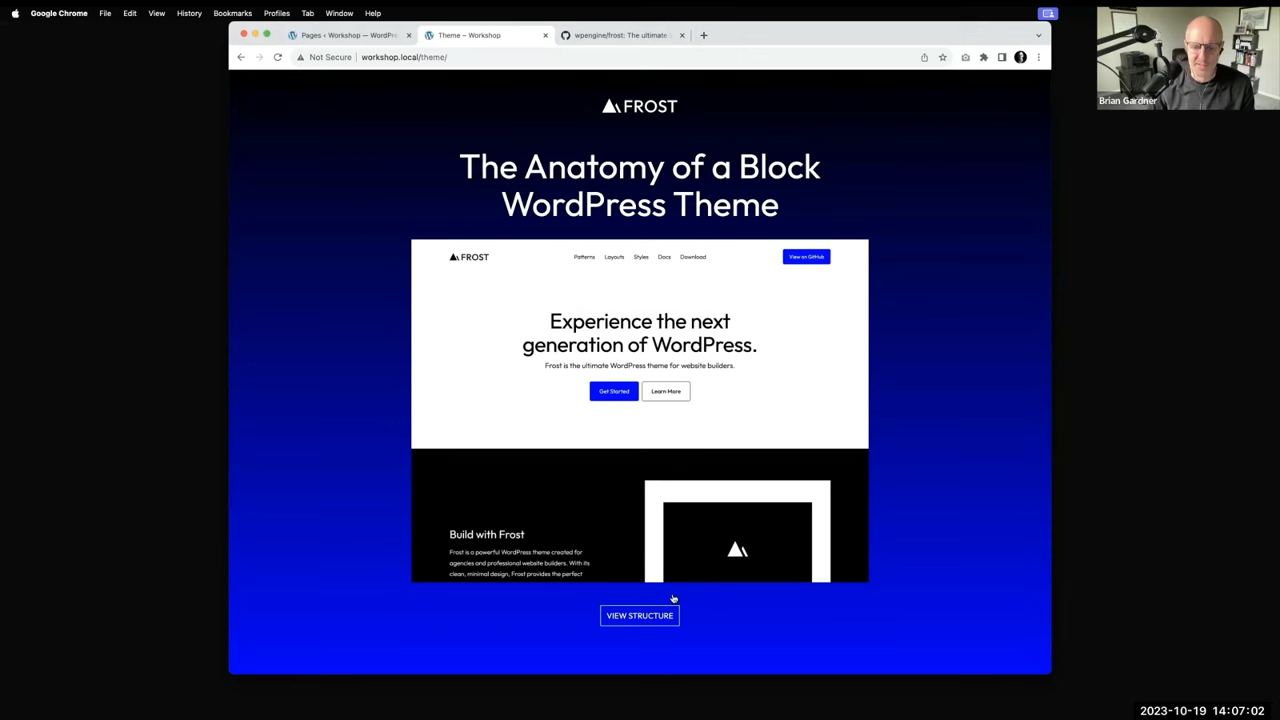 Google Chrome File Edit View History Bookmarks Profiles Tab Window Help
Pages ‹ Workshop — WordPre
Theme – Workshop
wpengine/frost: The ultimate
Not Secure workshop.local/theme/
Brian Gardner
FROST
The Anatomy of a Block
WordPress Theme
FROST
Patterns Layouts Styles Docs Download
View on GitHub
Experience the next
generation of WordPress.
Frost is the ultimate WordPress theme for website builders.
Get Started
Learn More
Build with Frost
Frost is a powerful WordPress theme created for
agencies and professional website builders. With its
clean, minimal design, Frost provides the perfect
VIEW STRUCTURE
2023-10-19 14:07:02